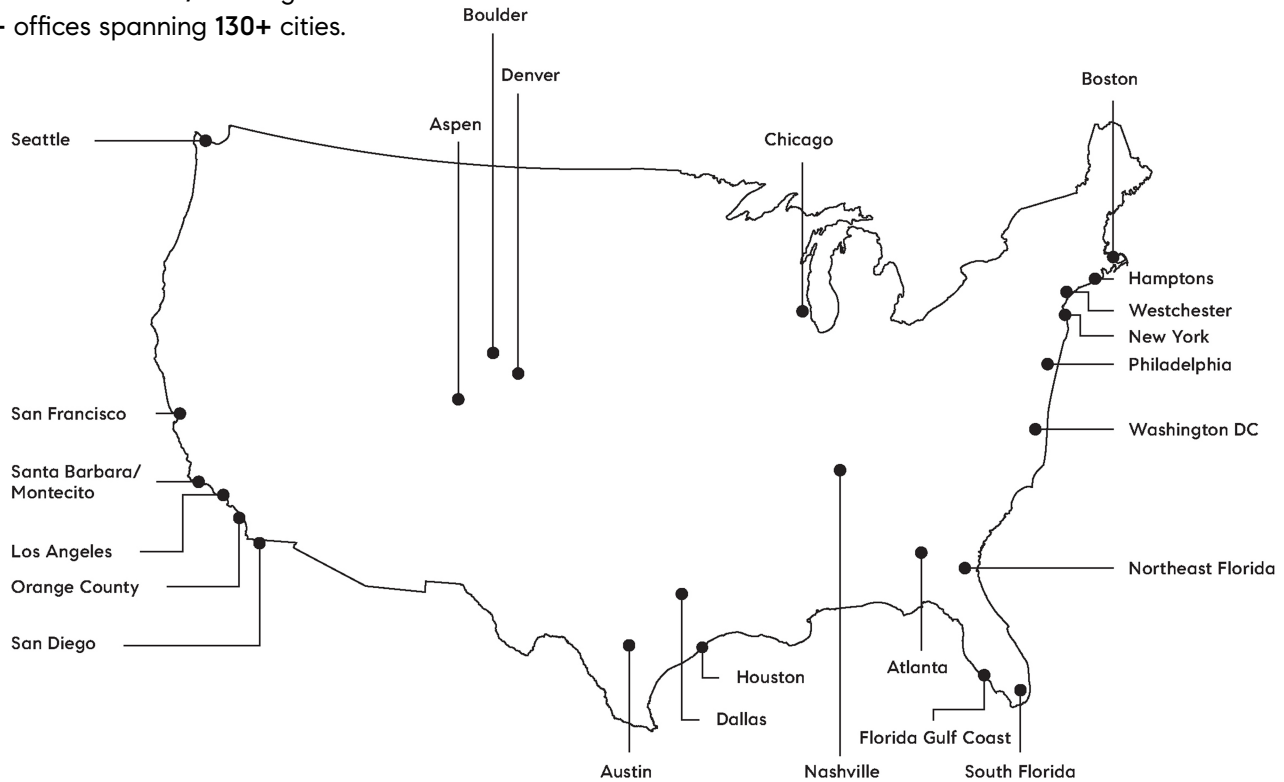 offices spanning 130+ cities.
Boulder
Denver
Aspen
Seattle
Chicago
Boston
Hamptons
Westchester
New York
Philadelphia
San Francisco
Washington DC
Santa Barbara/
Montecito
Los Angeles
Orange County
San Diego
Northeast Florida
Atlanta
Houston
Dallas
Florida Gulf Coast
Austin
Nashville
South Florida